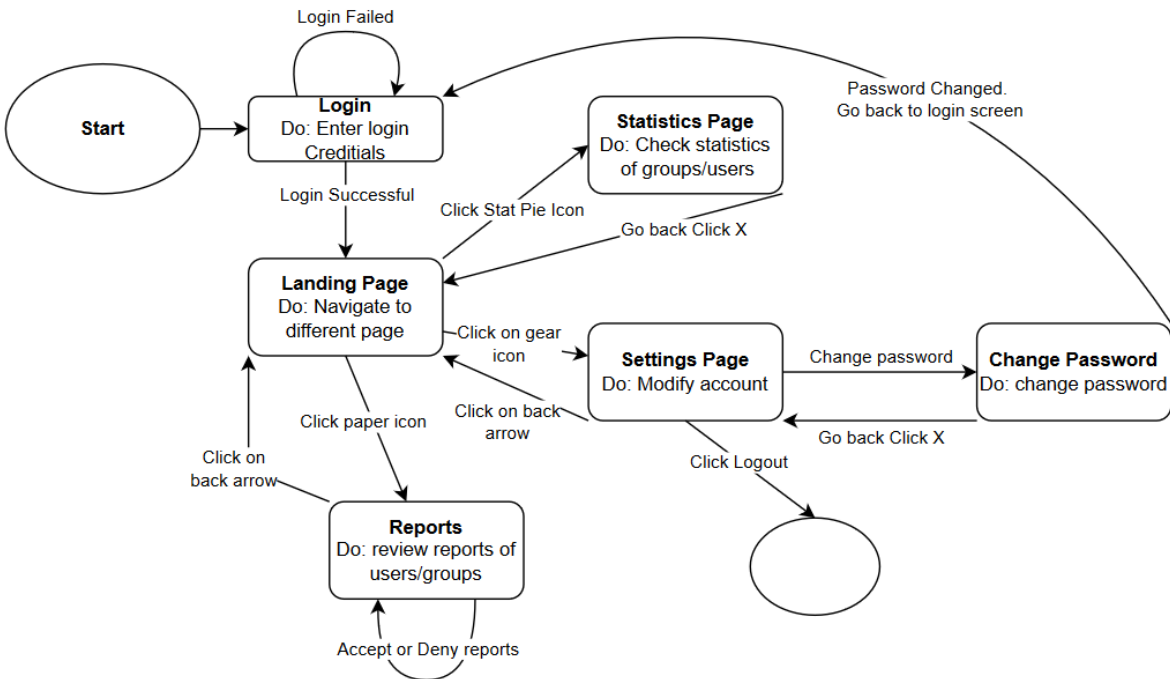 Login Failed
Start
Login
Do: Enter login
Creditials
Statistics Page
Do: Check statistics
of groups/users
Password Changed.
Go back to login screen
Login Successful
Click Stat Pie Icon
Go back Click X
Landing Page
Do: Navigate to
different page
Click on gear
icon
Settings Page
Do: Modify account
Change password
Change Password
Do: change password
Click on back
arrow
Go back Click X
Click paper icon
Click on
back arrow
Click Logout
Reports
Do: review reports of
users/groups
Accept or Deny reports